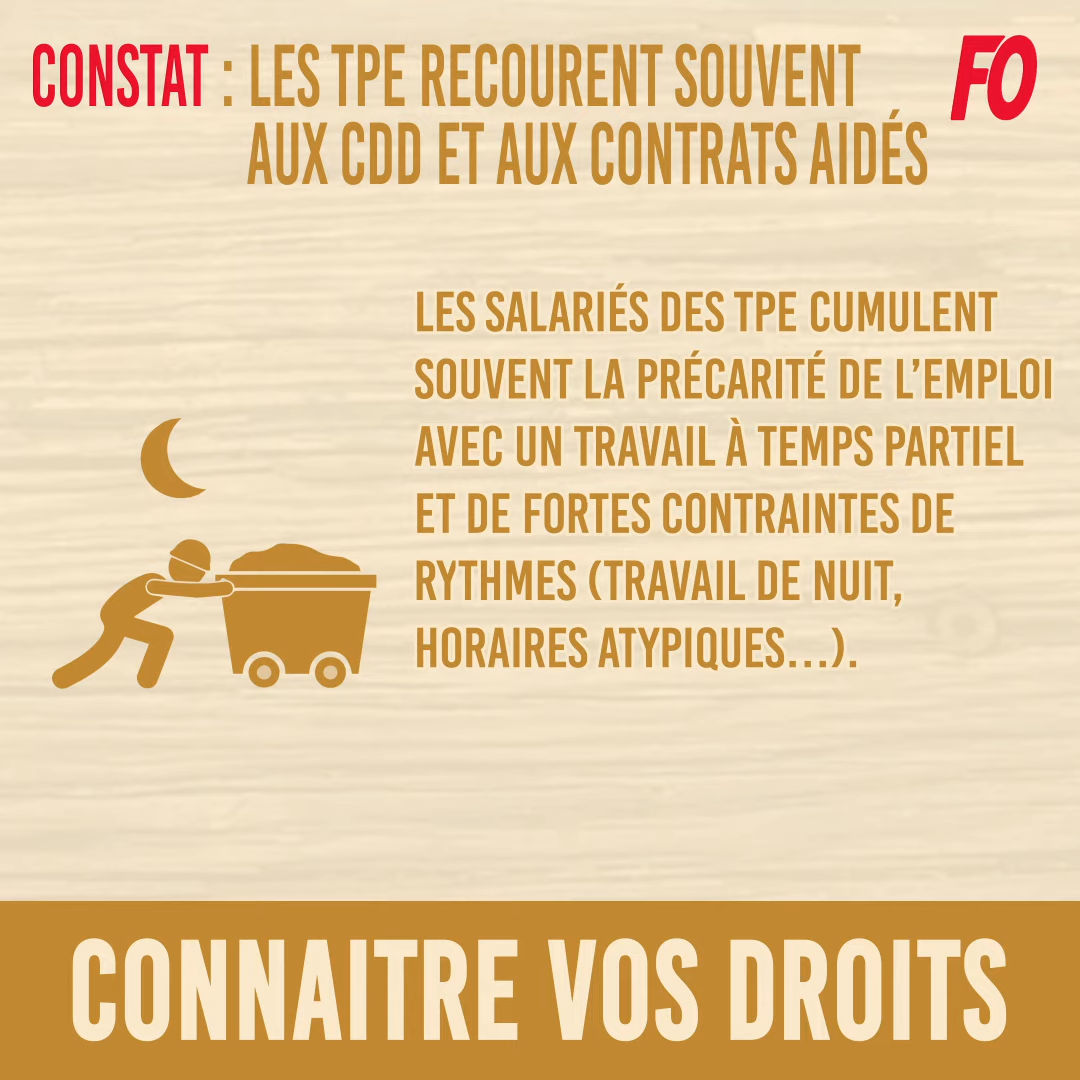 CONSTAT : LES TPE RECOURENT SOUVENT
AUX CDD ET AUX CONTRATS AIDÉS
FO
LES SALARIÉS DES TPE CUMULENT
SOUVENT LA PRÉCARITÉ DE L'EMPLOI
AVEC UN TRAVAIL À TEMPS PARTIEL
ET DE FORTES CONTRAINTES DE
RYTHMES (TRAVAIL DE NUIT,
HORAIRES ATYPIQUES...).
CONNAITRE VOS DROITS